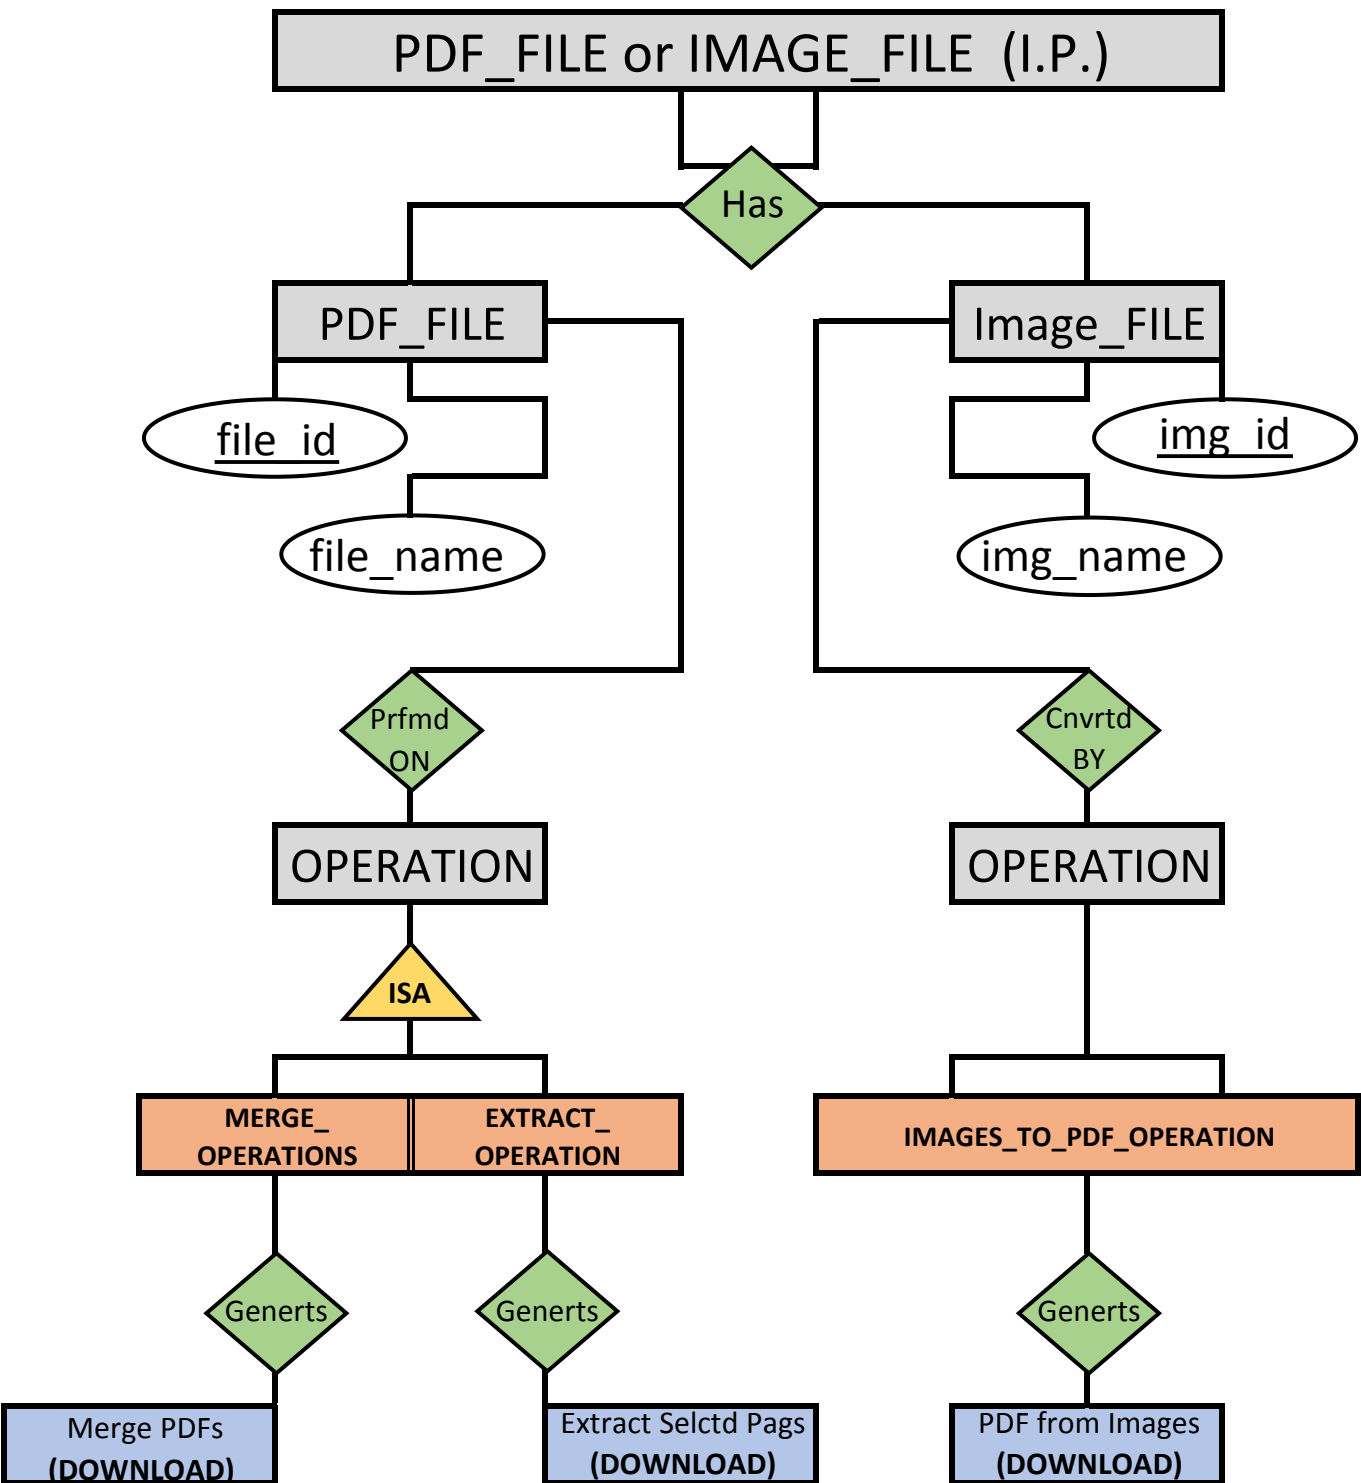 PDF_FILE or IMAGE_FILE (I.P.)
Has
PDF_FILE
Image_FILE
file_id
img_id
file_name
img_name
Prfmd
ON
Cnvrtd
BY
OPERATION
OPERATION
ISA
MERGE_
OPERATIONS
EXTRACT_
OPERATION
IMAGES_TO_PDF_OPERATION
Generts
Generts
Generts
Merge PDFs
(DOWNLOAD)
Extract Selctd Pags
(DOWNLOAD)
PDF from Images
(DOWNLOAD)